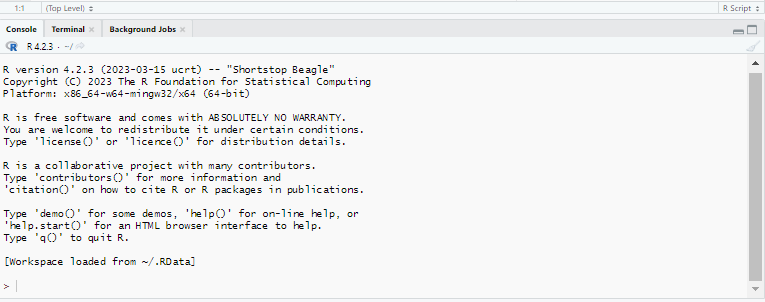 1:1 (Top Level) R Script
Console Terminal Background Jobs
R 4.2.3 · ~/
R version 4.2.3 (2023-03-15 ucrt) -- "Shortstop Beagle"
Copyright (C) 2023 The R Foundation for Statistical Computing
Platform: x86_64-w64-mingw32/x64 (64-bit)
R is free software and comes with ABSOLUTELY NO WARRANTY.
You are welcome to redistribute it under certain conditions.
Type 'license()' or 'licence()' for distribution details.
R is a collaborative project with many contributors.
Type 'contributors()' for more information and
'citation()' on how to cite R or R packages in publications.
Type 'demo()' for some demos, 'help()' for on-line help, or
'help.start()' for an HTML browser interface to help.
Type 'q()' to quit R.
[Workspace loaded from ~/.RData]
>